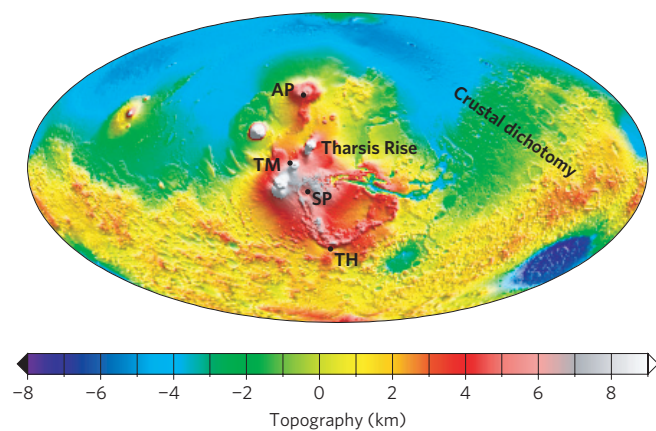 AP
Crustal dichotomy
Tharsis Rise
TM
SP
TH
−8 −6 −4 −2 0 2 4 6 8
Topography (km)